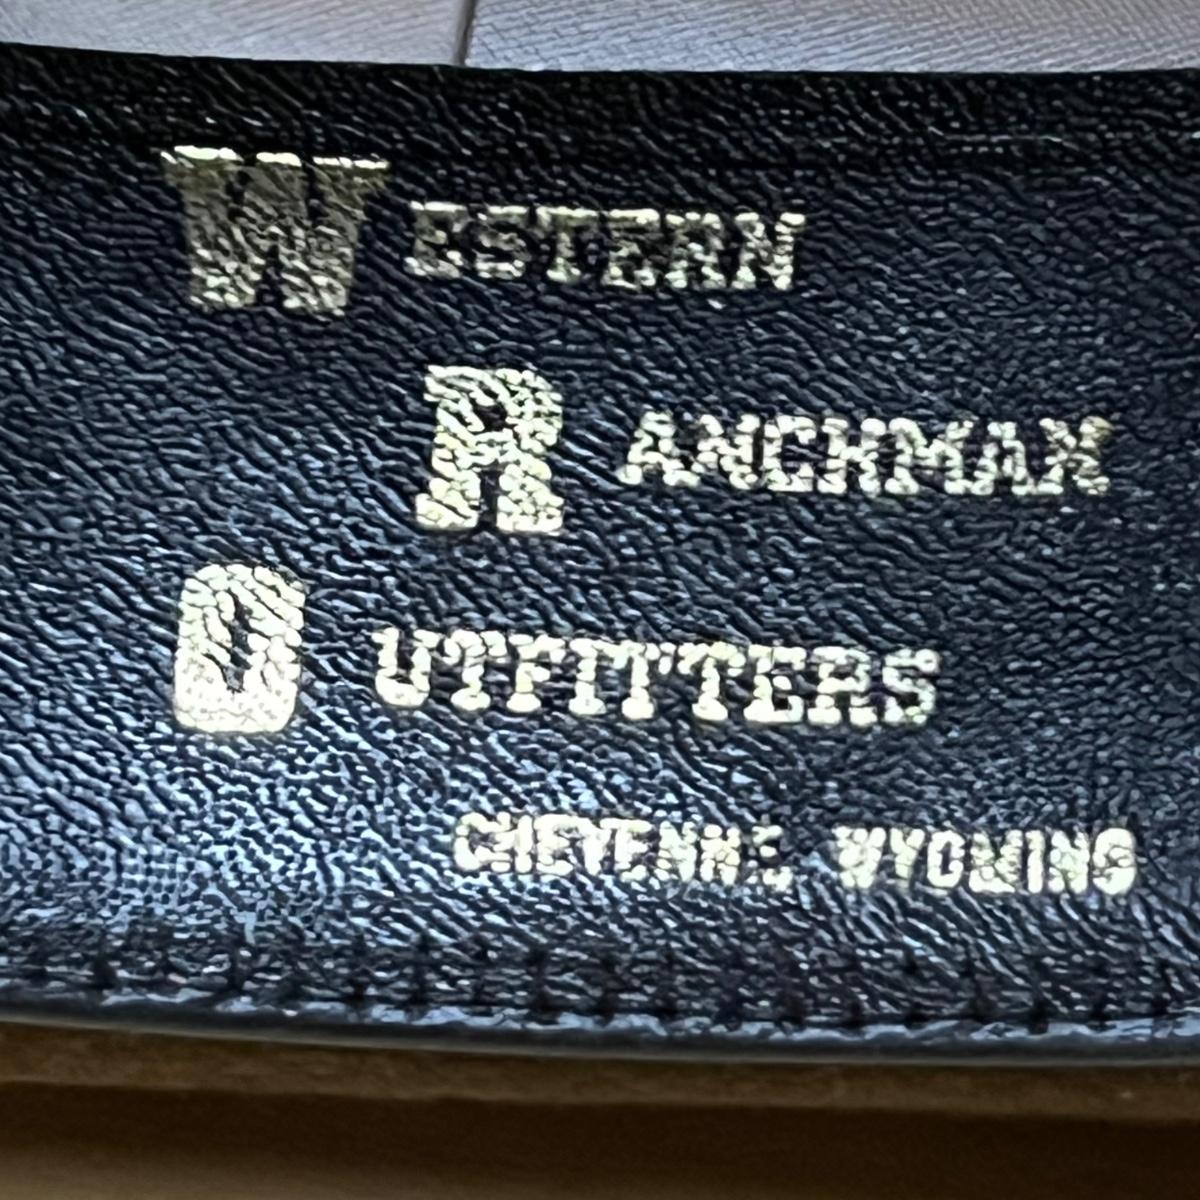 WESTERN
RANCHMAN
OUTFITTERS
CHEYENNE, WYOMING